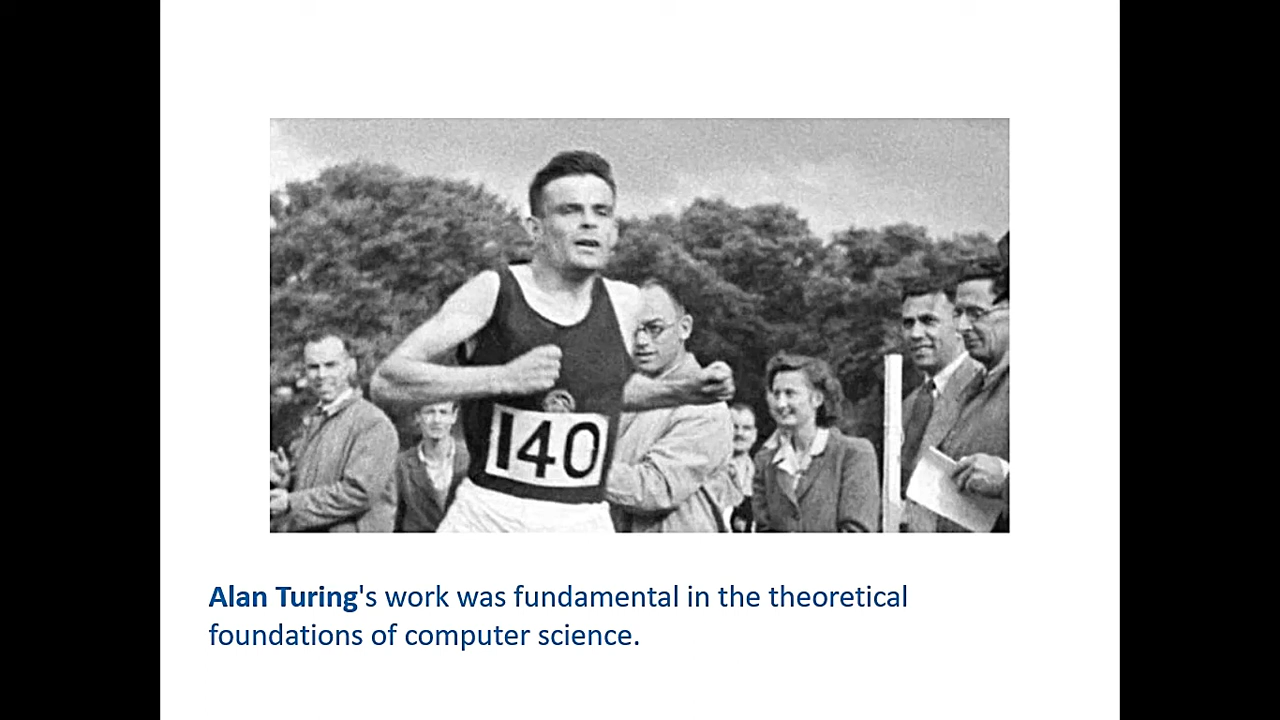 140
Alan Turing's work was fundamental in the theoretical
foundations of computer science.